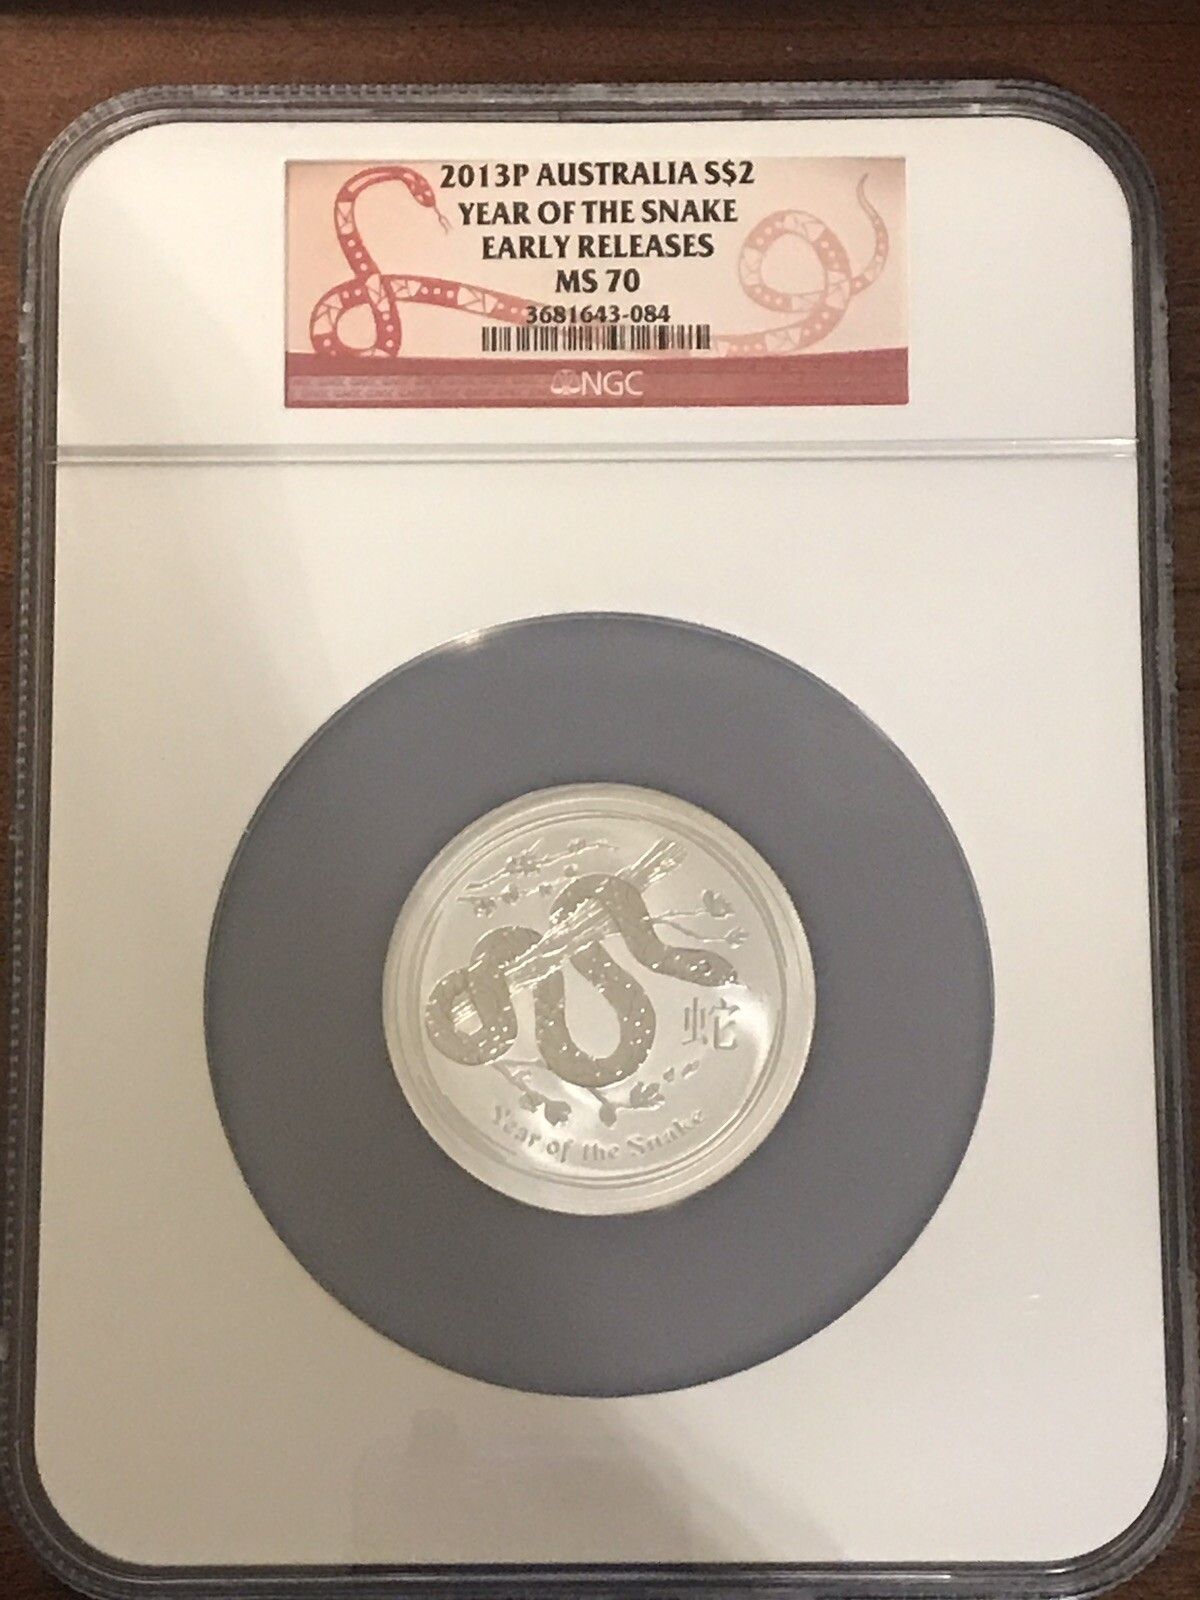 2013P AUSTRALIA S$2
YEAR OF THE SNAKE
EARLY RELEASES
MS 70
3681643-084
NGC
蛇
Year of the Snake